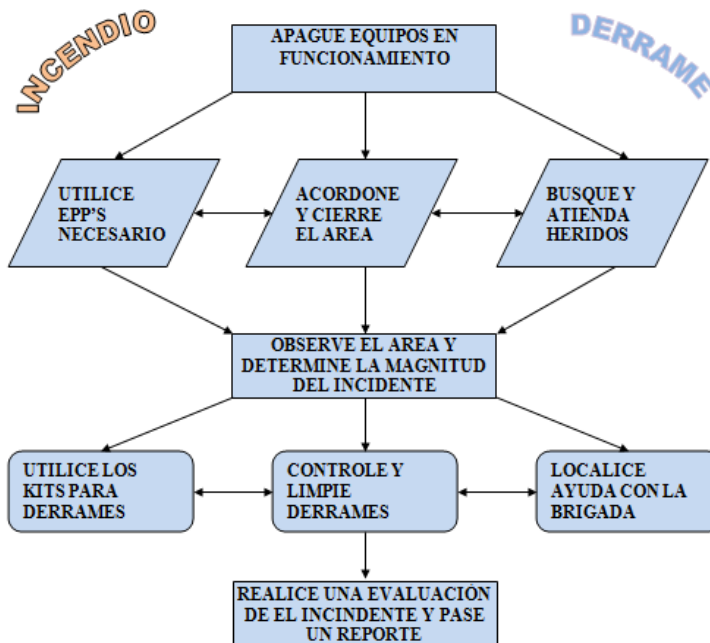 INCENDIO
DERRAME
APAGUE EQUIPOS EN
FUNCIONAMIENTO
UTILICE
EPP'S
NECESARIO
ACORDONE
Y CIERRE
EL AREA
BUSQUE Y
ATIENDA
HERIDOS
OBSERVE EL AREA Y
DETERMINE LA MAGNITUD
DEL INCIDENTE
UTILICE LOS
KITS PARA
DERRAMES
CONTROLE Y
LIMPIE
DERRAMES
LOCALICE
AYUDA CON LA
BRIGADA
REALICE UNA EVALUACIÓN
DE EL INCINDENTE Y PASE
UN REPORTE